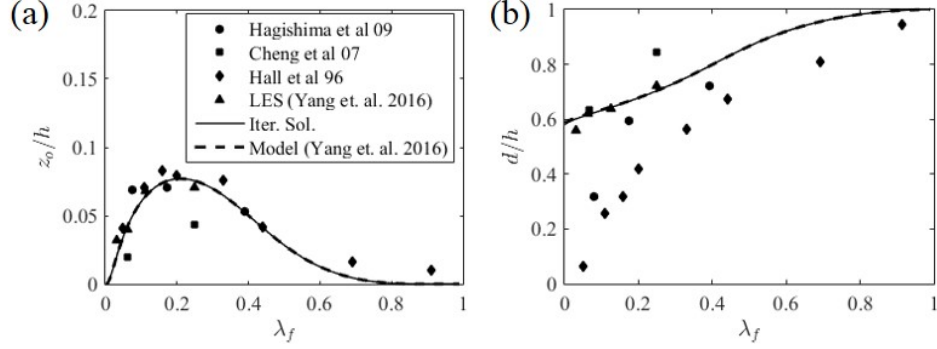 (a)
0.2
0.15
0.1
0.05
0
z_o/h
Hagishima et al 09
Cheng et al 07
Hall et al 96
LES (Yang et. al. 2016)
Iter. Sol.
Model (Yang et. al. 2016)
0 0.2 0.4 0.6 0.8 1
λ_f
(b)
1
0.8
0.6
0.4
0.2
0
d/h
0 0.2 0.4 0.6 0.8 1
λ_f